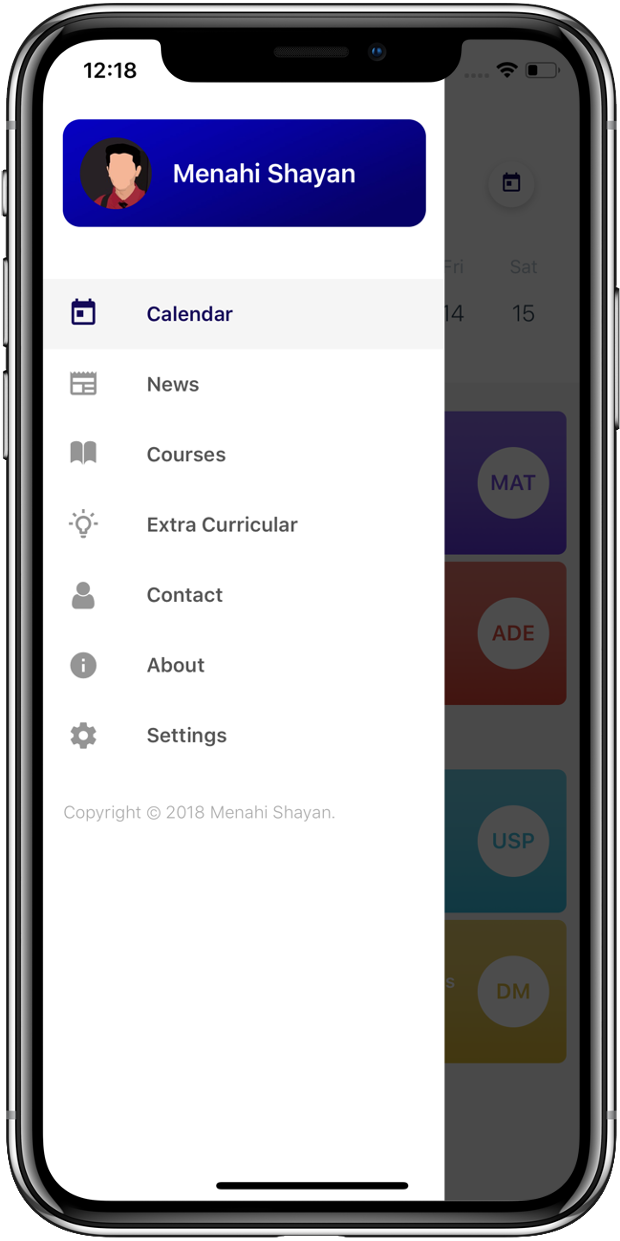 12:18
Menahi Shayan
Fri Sat
14 15
Calendar
News
Courses
Extra Curricular
Contact
About
Settings
Copyright © 2018 Menahi Shayan.
MAT
ADE
USP
s
DM